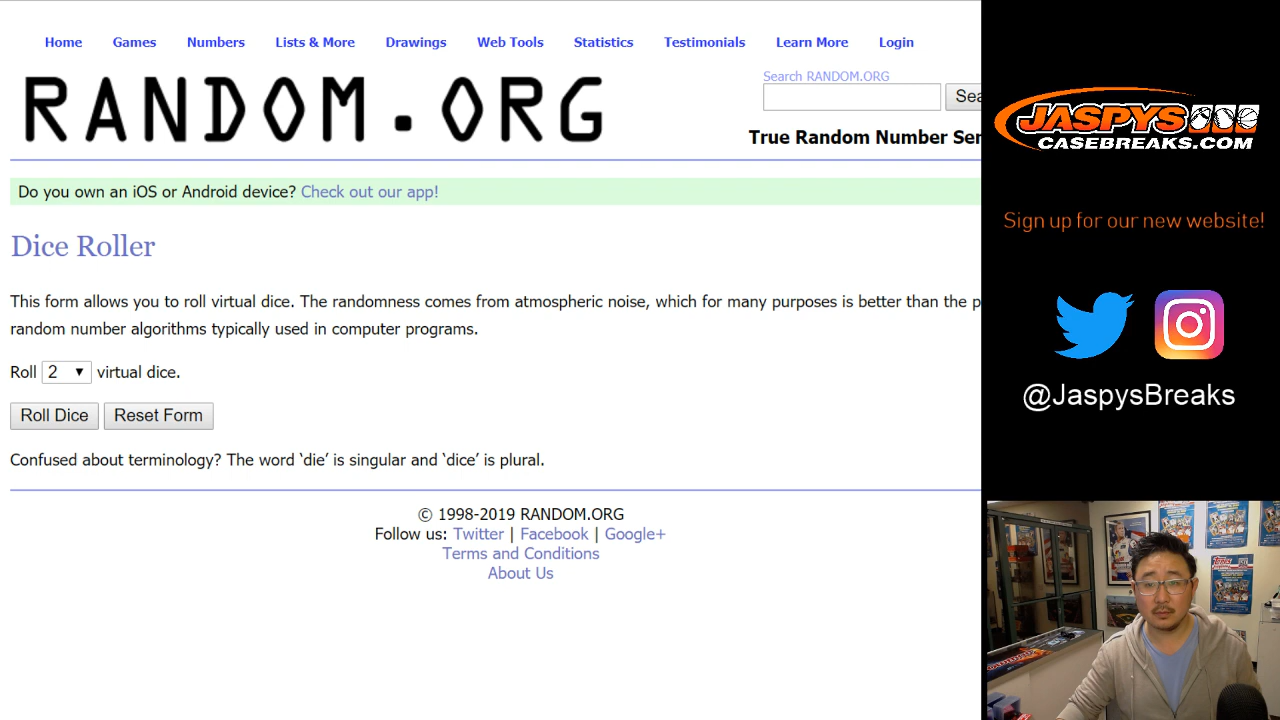 Home Games Numbers Lists & More Drawings Web Tools Statistics Testimonials Learn More Login
RANDOM.ORG
Search RANDOM.ORG
Sea
True Random Number Ser
Do you own an iOS or Android device? Check out our app!
Dice Roller
This form allows you to roll virtual dice. The randomness comes from atmospheric noise, which for many purposes is better than the p
random number algorithms typically used in computer programs.
Roll 2 virtual dice.
Roll Dice Reset Form
Confused about terminology? The word ‘die’ is singular and ‘dice’ is plural.
© 1998-2019 RANDOM.ORG
Follow us: Twitter | Facebook | Google+
Terms and Conditions
About Us
JASPYS
CASEBREAKS.COM
Sign up for our new website!
@JaspysBreaks